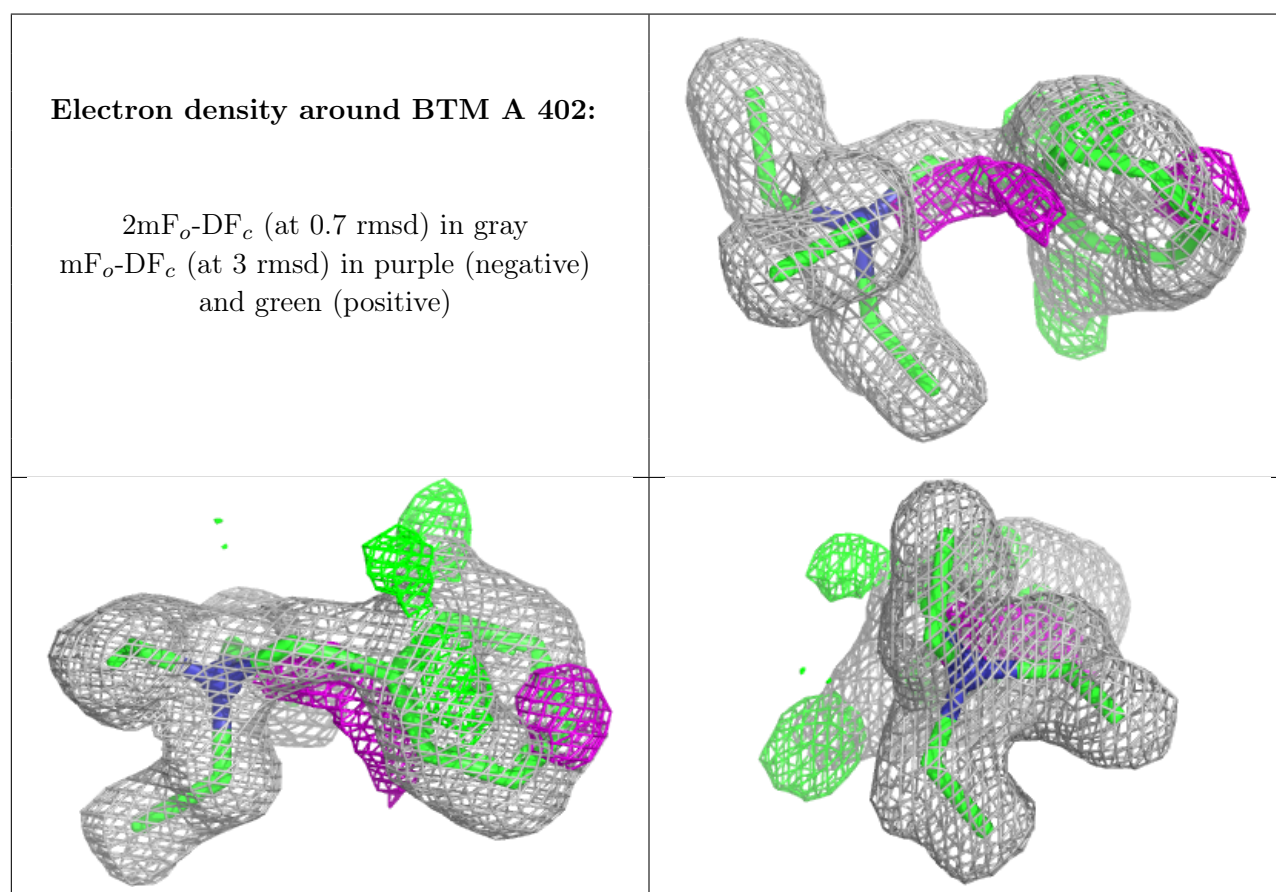 Electron density around BTM A 402:
2mFo-DFc (at 0.7 rmsd) in gray
mFo-DFc (at 3 rmsd) in purple (negative)
and green (positive)